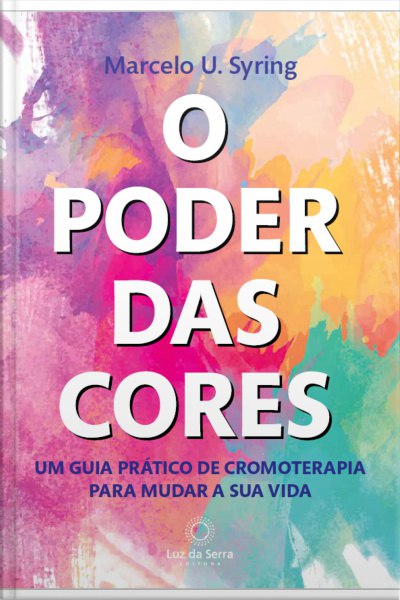 Marcelo U. Syring
O
PODER
DAS
CORES
UM GUIA PRÁTICO DE CROMOTERAPIA
PARA MUDAR A SUA VIDA
Luz da Serra
EDITORA